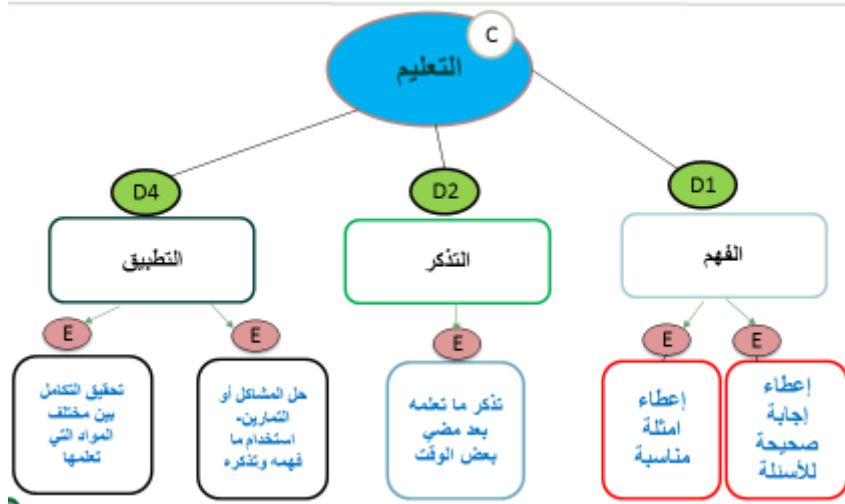 C
التعليم
D1
D2
D4
الفهم
التذكر
التطبيق
E
E
E
E
E
إعطاء
إجابة
صحيحة
للأسئلة
إعطاء
امثلة
مناسبة
تذكر ما تعلمه
بعد مضي
بعض الوقت
حل المشاكل أو
التمارين-
استخدام ما
فهمه وتذكره
تحقيق التكامل
بين مختلف
المواد التي
تعلمها